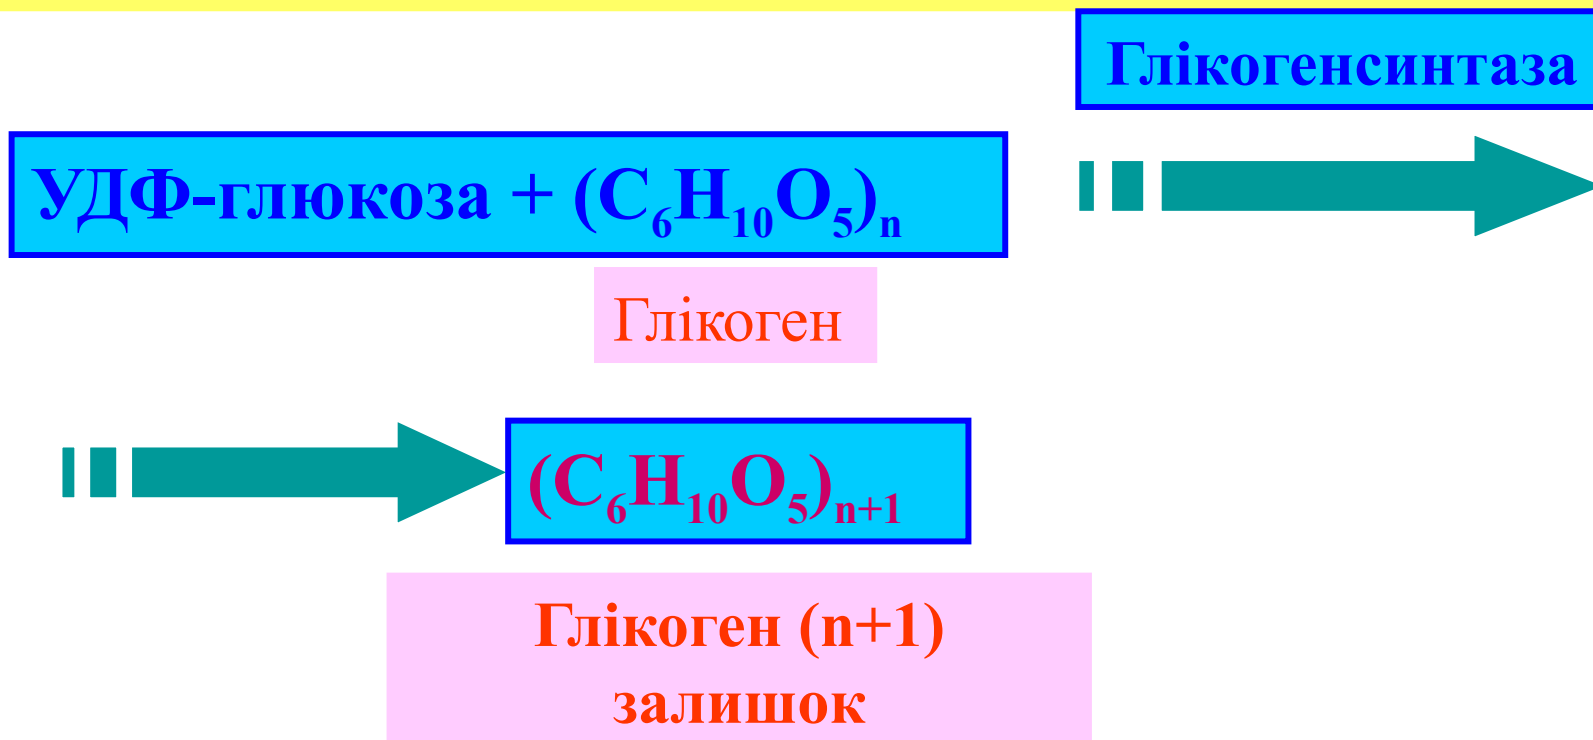 Глікогенсинтаза
УДФ-глюкоза + (C₆H₁₀O₅)ₙ
Глікоген
(C₆H₁₀O₅)ₙ₊₁
Глікоген (n+1)
залишок